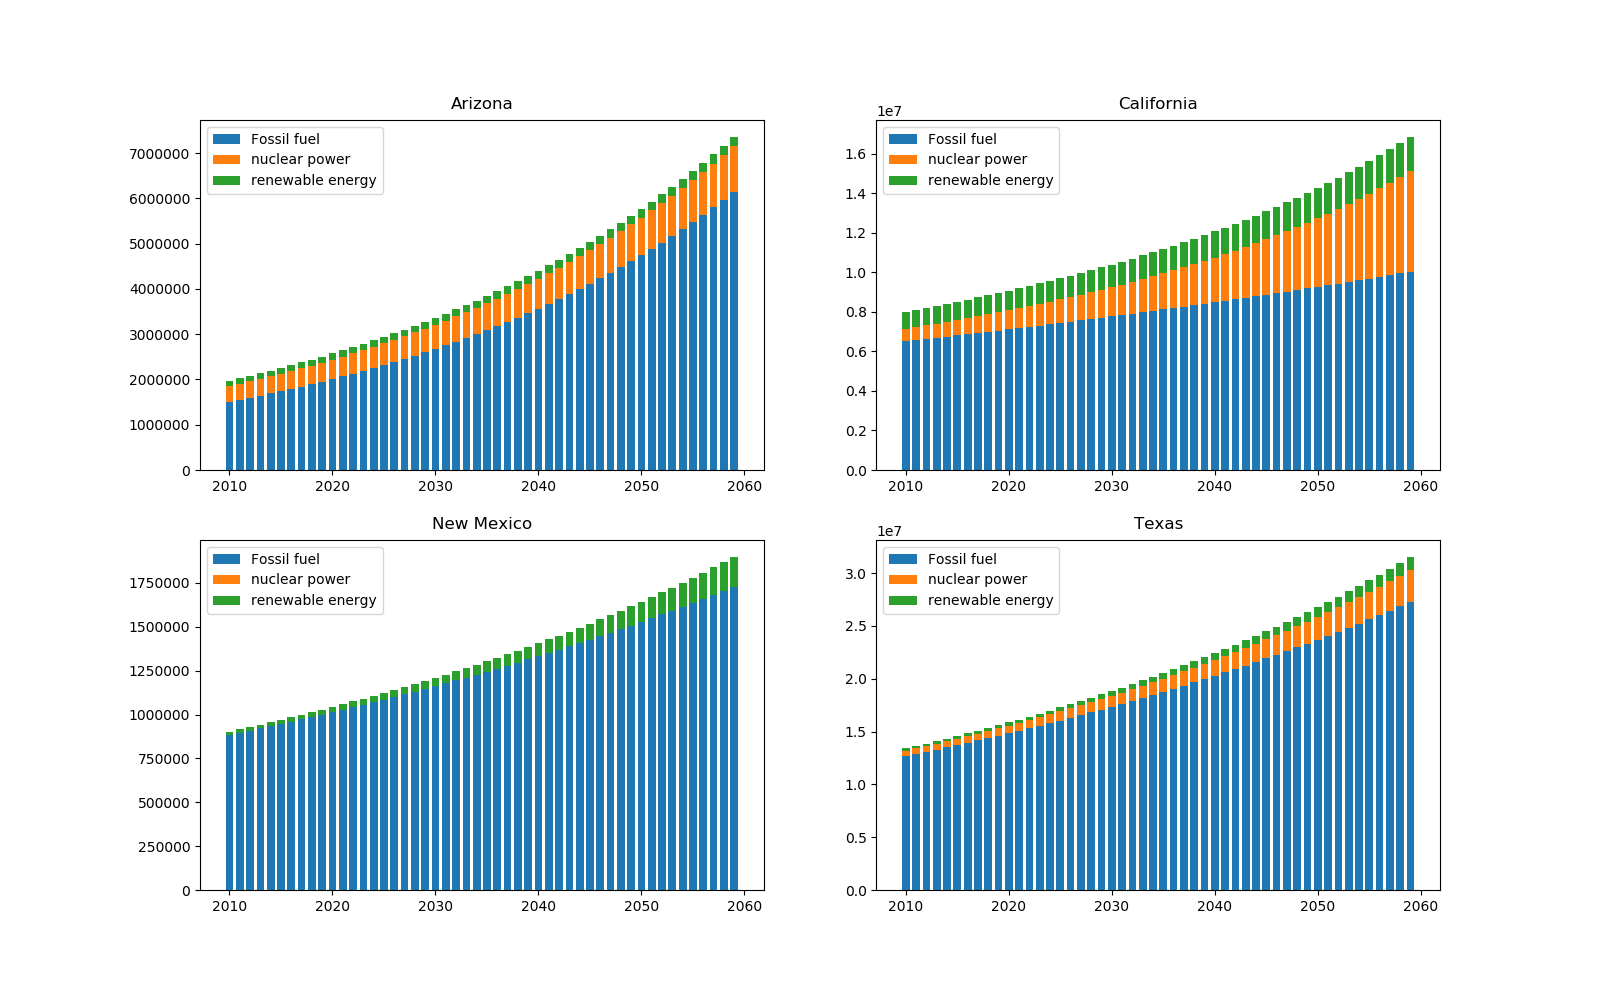 Arizona
Fossil fuel
nuclear power
renewable energy
7000000
6000000
5000000
4000000
3000000
2000000
1000000
0
2010 2020 2030 2040 2050 2060
California
1e7
Fossil fuel
nuclear power
renewable energy
1.6
1.4
1.2
1.0
0.8
0.6
0.4
0.2
0.0
2010 2020 2030 2040 2050 2060
New Mexico
Fossil fuel
nuclear power
renewable energy
1750000
1500000
1250000
1000000
750000
500000
250000
0
2010 2020 2030 2040 2050 2060
Texas
1e7
Fossil fuel
nuclear power
renewable energy
3.0
2.5
2.0
1.5
1.0
0.5
0.0
2010 2020 2030 2040 2050 2060